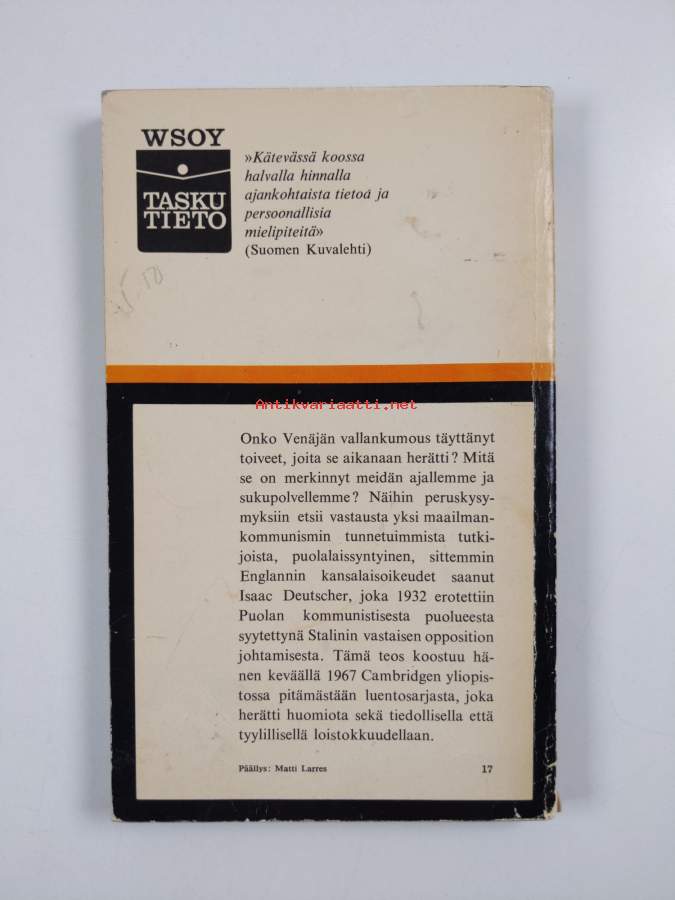 WSOY
TASKU
TIETO
»Kätevässä koossa
halvalla hinnalla
ajankohtaista tietoa ja
persoonallisia
mielipiteitä»
(Suomen Kuvalehti)
Antikvariaatti.net
Onko Venäjän vallankumous täyttänyt
toiveet, joita se aikanaan herätti? Mitä
se on merkinnyt meidän ajallemme ja
sukupolvellemme? Näihin peruskysy-
myksiin etsii vastausta yksi maailman-
kommunismin tunnetuimmista tutki-
joista, puolalaissyntyinen, sittemmin
Englannin kansalaisoikeudet saanut
Isaac Deutscher, joka 1932 erotettiin
Puolan kommunistisesta puolueesta
syytettynä Stalinin vastaisen opposition
johtamisesta. Tämä teos koostuu hä-
nen keväällä 1967 Cambridgen yliopis-
tossa pitämästään luentosarjasta, joka
herätti huomiota sekä tiedollisella että
tyylillisellä loistokkuudellaan.
Päällys: Matti Larres 17